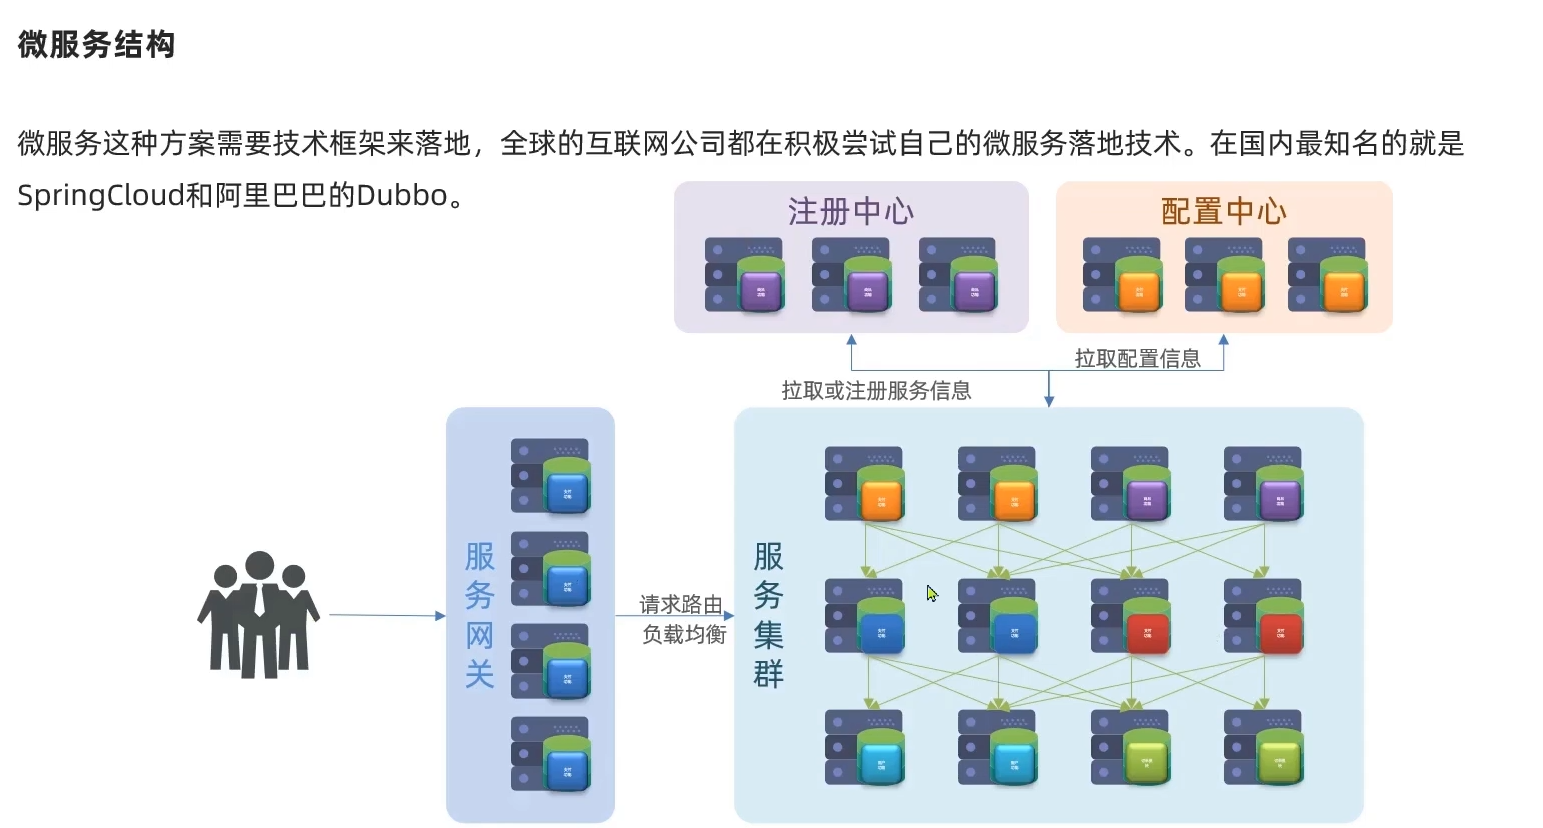 微服务结构
微服务这种方案需要技术框架来落地，全球的互联网公司都在积极尝试自己的微服务落地技术。在国内最知名的就是
SpringCloud和阿里巴巴的Dubbo。
注册中心
配置中心
拉取配置信息
拉取或注册服务信息
服务网关
请求路由
负载均衡
服务集群